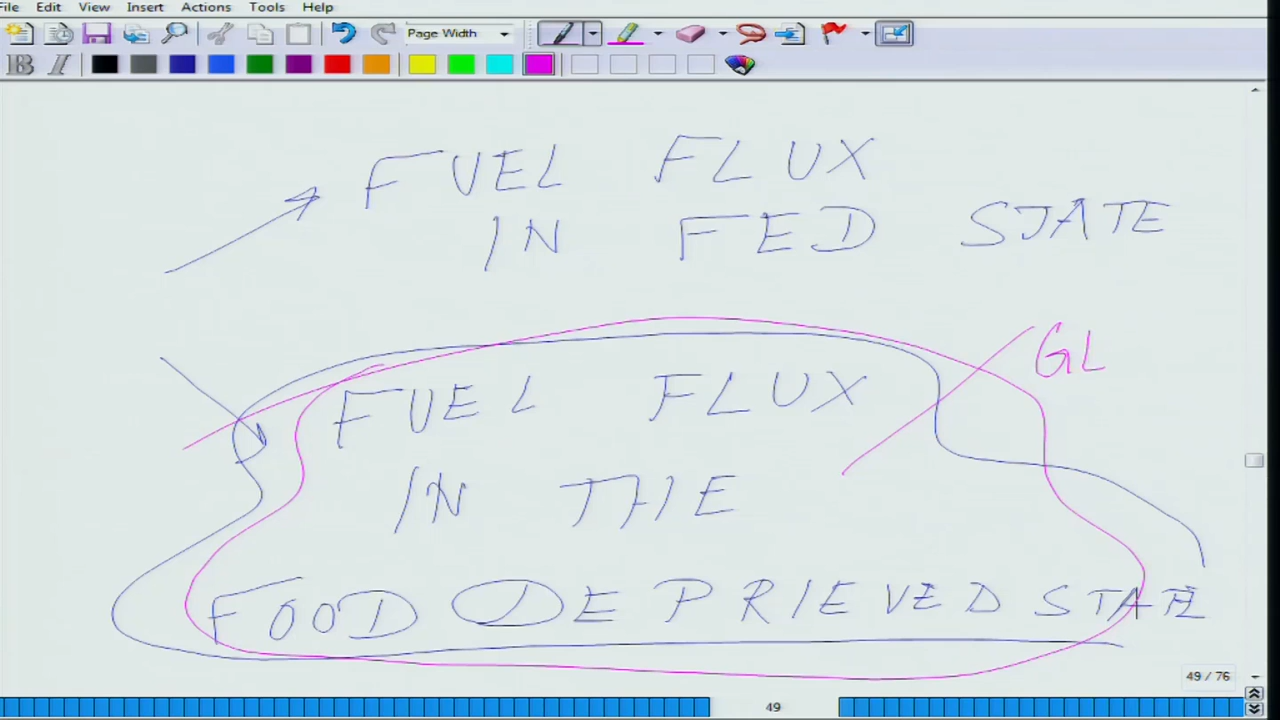 File Edit View Insert Actions Tools Help
Page Width
B I
FUEL FLUX
IN FED STATE
GL
FUEL FLUX
IN THE
FOOD DEPRIEVED STATE
49 / 76
49